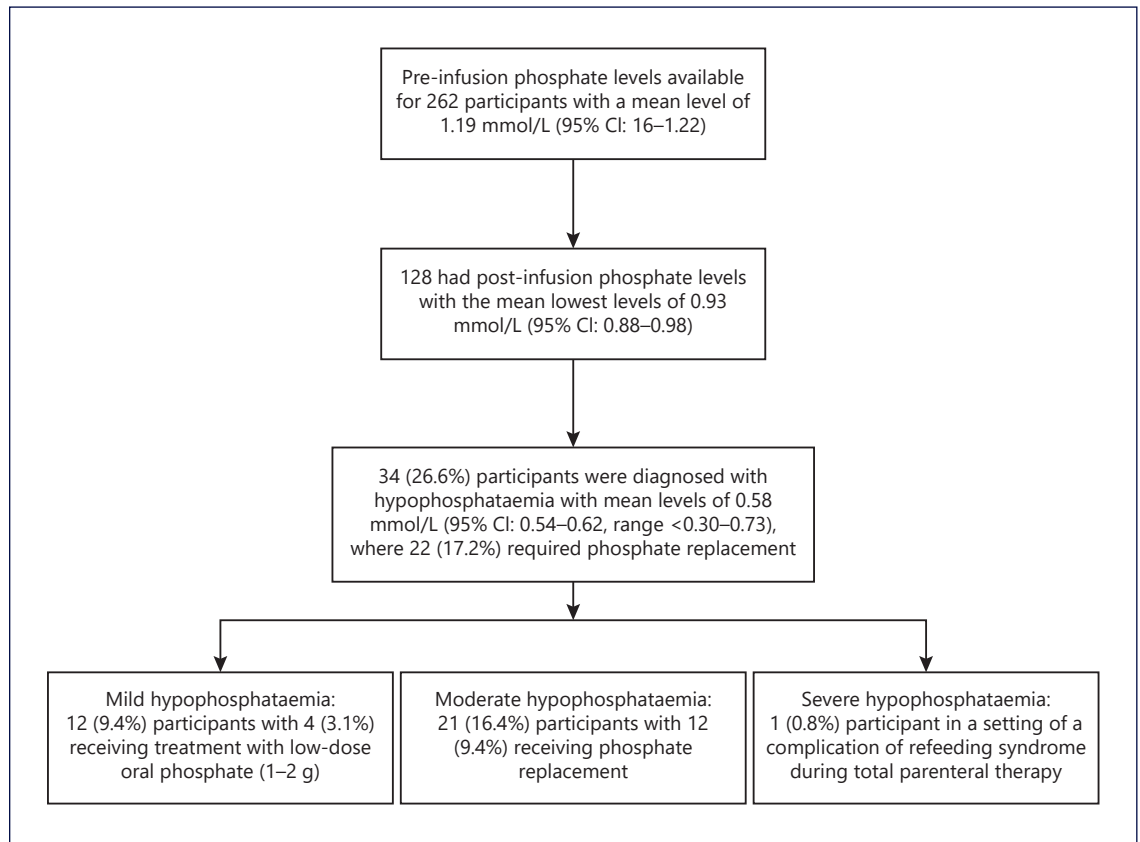 Pre-infusion phosphate levels available
for 262 participants with a mean level of
1.19 mmol/L (95% Cl: 16–1.22)
128 had post-infusion phosphate levels
with the mean lowest levels of 0.93
mmol/L (95% Cl: 0.88–0.98)
34 (26.6%) participants were diagnosed with
hypophosphataemia with mean levels of 0.58
mmol/L (95% Cl: 0.54–0.62, range <0.30–0.73),
where 22 (17.2%) required phosphate replacement
Mild hypophosphataemia:
12 (9.4%) participants with 4 (3.1%)
receiving treatment with low-dose
oral phosphate (1–2 g)
Moderate hypophosphataemia:
21 (16.4%) participants with 12
(9.4%) receiving phosphate
replacement
Severe hypophosphataemia:
1 (0.8%) participant in a setting of a
complication of refeeding syndrome
during total parenteral therapy